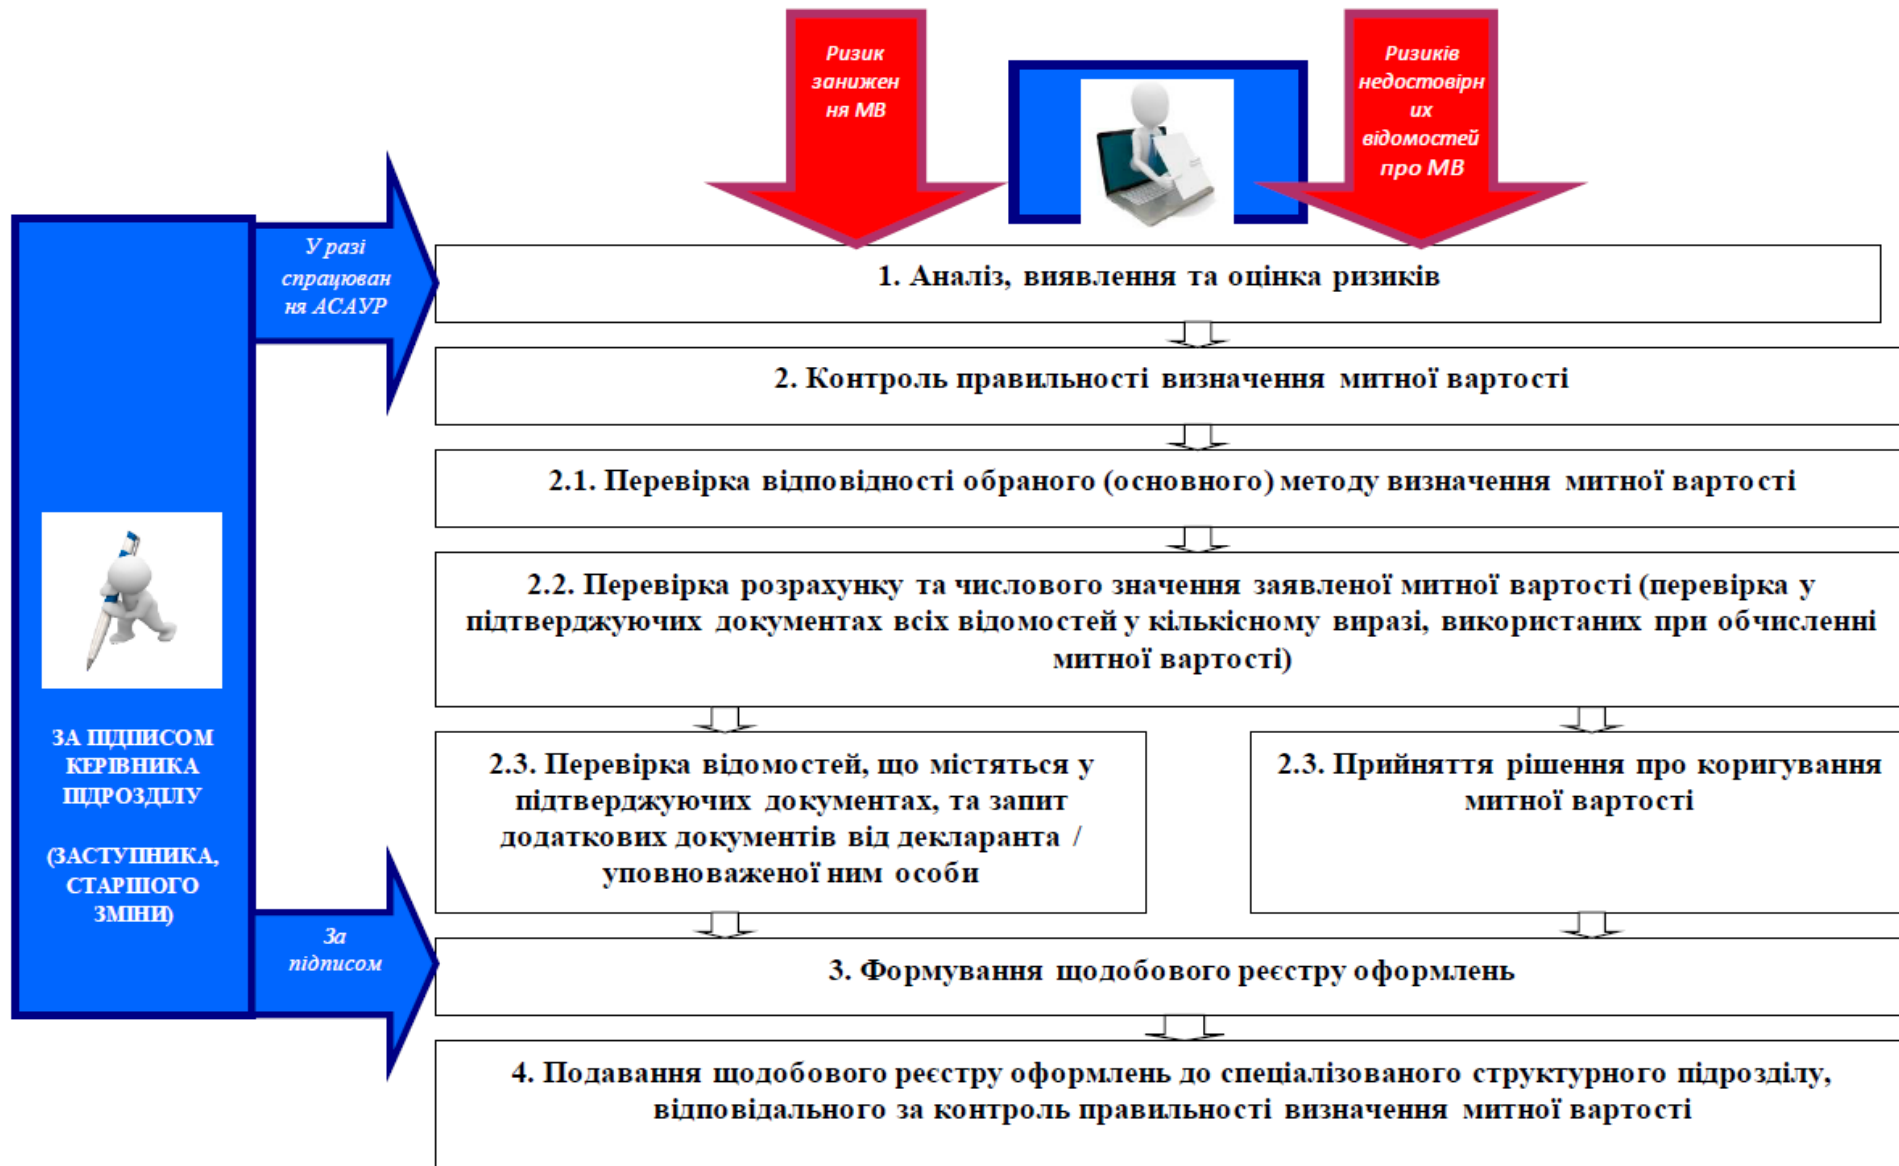 Ризик
занижен
ня МВ
Ризиків
недостовірн
их
відомостей
про МВ
У разі
спрацюван
ня АСАУР
1. Аналіз, виявлення та оцінка ризиків
2. Контроль правильності визначення митної вартості
2.1. Перевірка відповідності обраного (основного) методу визначення митної вартості
2.2. Перевірка розрахунку та числового значення заявленої митної вартості (перевірка у
підтверджуючих документах всіх відомостей у кількісному виразі, використаних при обчисленні
митної вартості)
ЗА ПІДПИСОМ
КЕРІВНИКА
ПІДРОЗДІЛУ
(ЗАСТУПНИКА,
СТАРШОГО
ЗМІНИ)
2.3. Перевірка відомостей, що містяться у
підтверджуючих документах, та запит
додаткових документів від декларанта /
уповноваженої ним особи
2.3. Прийняття рішення про коригування
митної вартості
За
підписом
3. Формування щодобового реєстру оформлень
4. Подавання щодобового реєстру оформлень до спеціалізованого структурного підрозділу,
відповідального за контроль правильності визначення митної вартості